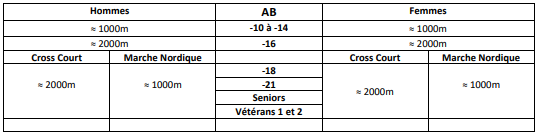 Hommes AB Femmes
≈ 1000m -10 à -14 ≈ 1000m
≈ 2000m -16 ≈ 2000m
Cross Court Marche Nordique Cross Court Marche Nordique
≈ 2000m ≈ 1000m -18 ≈ 2000m ≈ 1000m
-21
Seniors
Vétérans 1 et 2